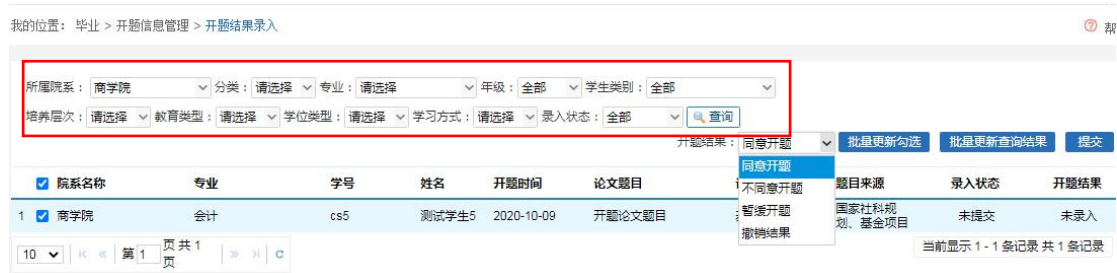 我的位置： 毕业 > 开题信息管理 > 开题结果录入 帮
所属院系： 商学院 分类： 请选择 专业： 请选择 年级： 全部 学生类别： 全部
培养层次： 请选择 教育类型： 请选择 学位类型： 请选择 学习方式： 请选择 录入状态： 全部 查询
开题结果： 同意开题 批量更新勾选 批量更新查询结果 提交
同意开题
不同意开题
暂缓开题
撤销结果
院系名称 专业 学号 姓名 开题时间 论文题目 题目来源 录入状态 开题结果
1 商学院 会计 cs5 测试学生5 2020-10-09 开题论文题目 国家社科规划、基金项目 未提交 未录入
10 第 1 页 共 1 页 当前显示 1 - 1 条记录 共 1 条记录